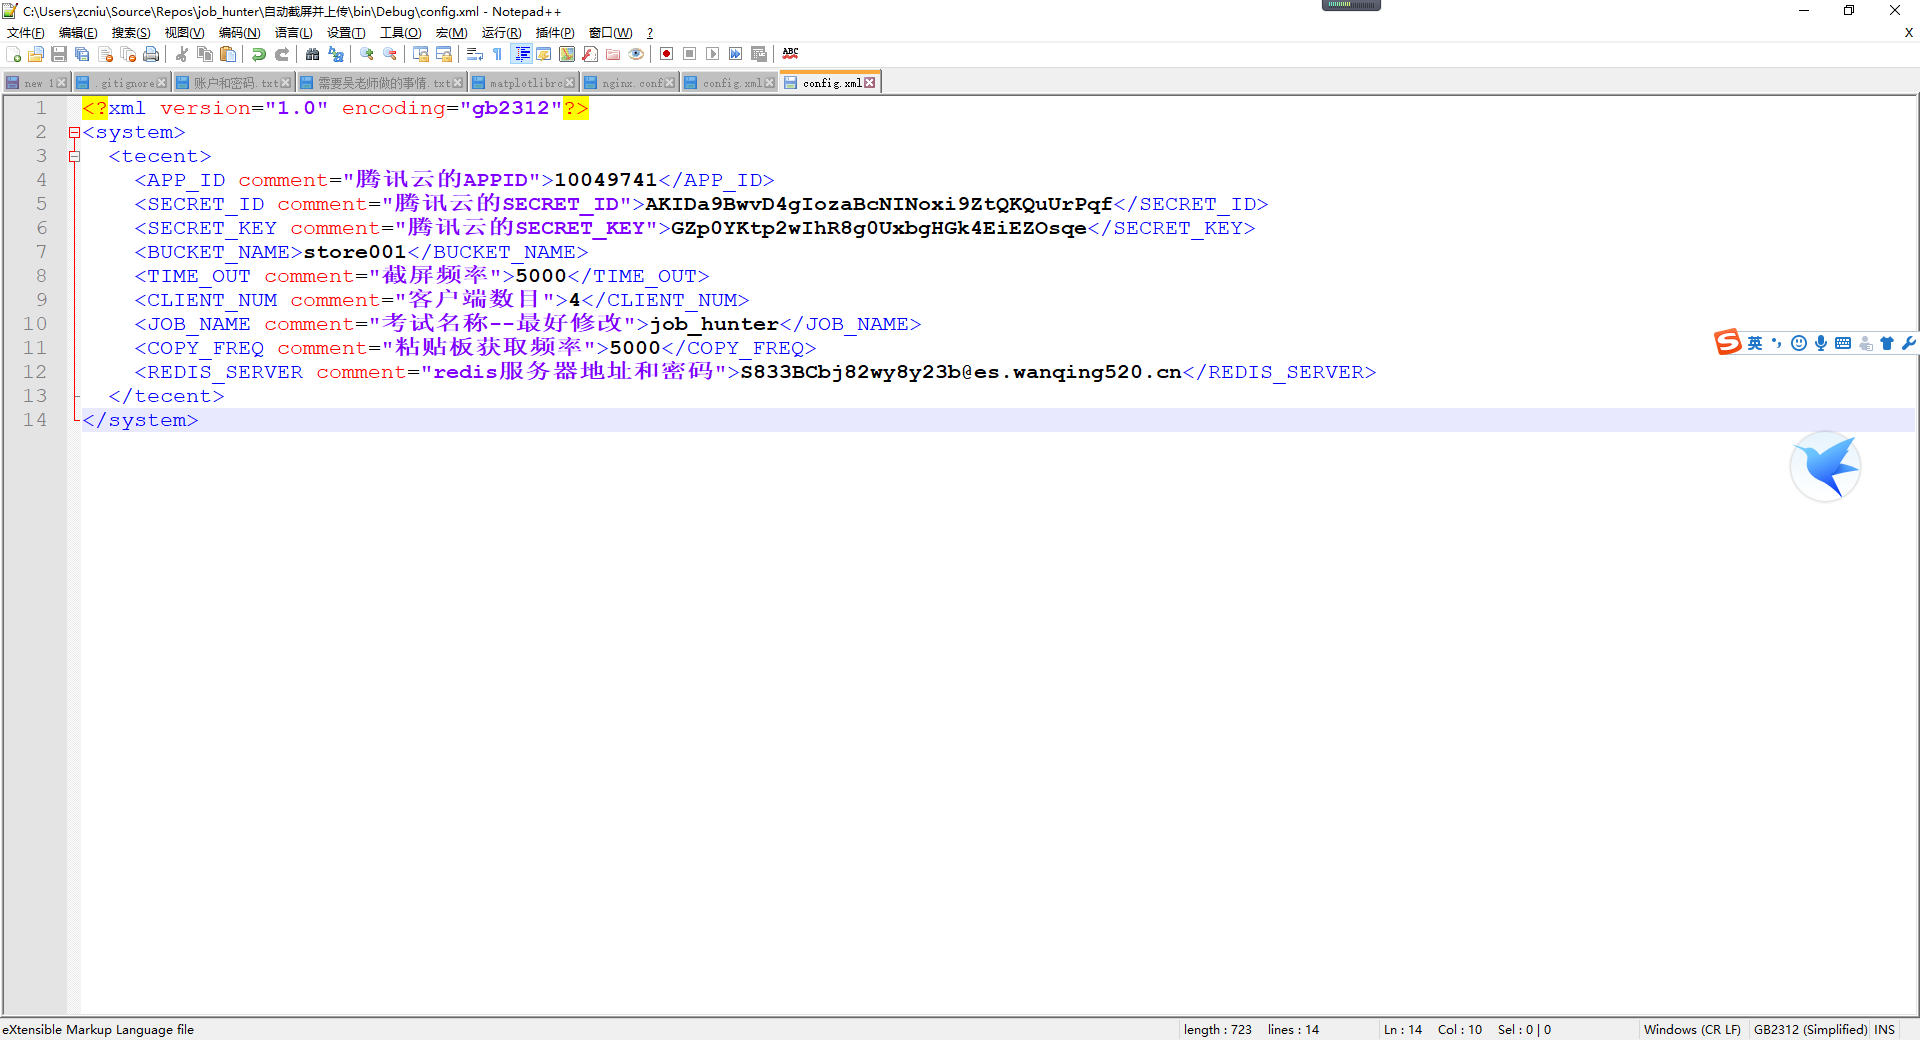 C:\Users\zcniu\Source\Repos\job_hunter\自动截屏并上传\bin\Debug\config.xml - Notepad++
文件(F) 编辑(E) 搜索(S) 视图(V) 编码(N) 语言(L) 设置(T) 工具(O) 宏(M) 运行(R) 插件(P) 窗口(W) ? X
ABC
new 1 .gitignore 账户和密码.txt 需要吴老师做的事情.txt matplotlibrc nginx.conf config.xml config.xml
1 <?xml version="1.0" encoding="gb2312"?>
2 <system>
3 <tecent>
4 <APP_ID comment="腾讯云的APPID">10049741</APP_ID>
5 <SECRET_ID comment="腾讯云的SECRET_ID">AKIDa9BwvD4gIozaBcNINoxi9ZtQKQuUrPqf</SECRET_ID>
6 <SECRET_KEY comment="腾讯云的SECRET_KEY">GZp0YKtp2wIhR8g0UxbgHGk4EiEZOsqe</SECRET_KEY>
7 <BUCKET_NAME>store001</BUCKET_NAME>
8 <TIME_OUT comment="截屏频率">5000</TIME_OUT>
9 <CLIENT_NUM comment="客户端数目">4</CLIENT_NUM>
10 <JOB_NAME comment="考试名称--最好修改">job_hunter</JOB_NAME>
11 <COPY_FREQ comment="粘贴板获取频率">5000</COPY_FREQ>
12 <REDIS_SERVER comment="redis服务器地址和密码">S833BCbj82wy8y23b@es.wanqing520.cn</REDIS_SERVER>
13 </tecent>
14 </system>
S 英
eXtensible Markup Language file length : 723 lines : 14 Ln : 14 Col : 10 Sel : 0 | 0 Windows (CR LF) GB2312 (Simplified) INS